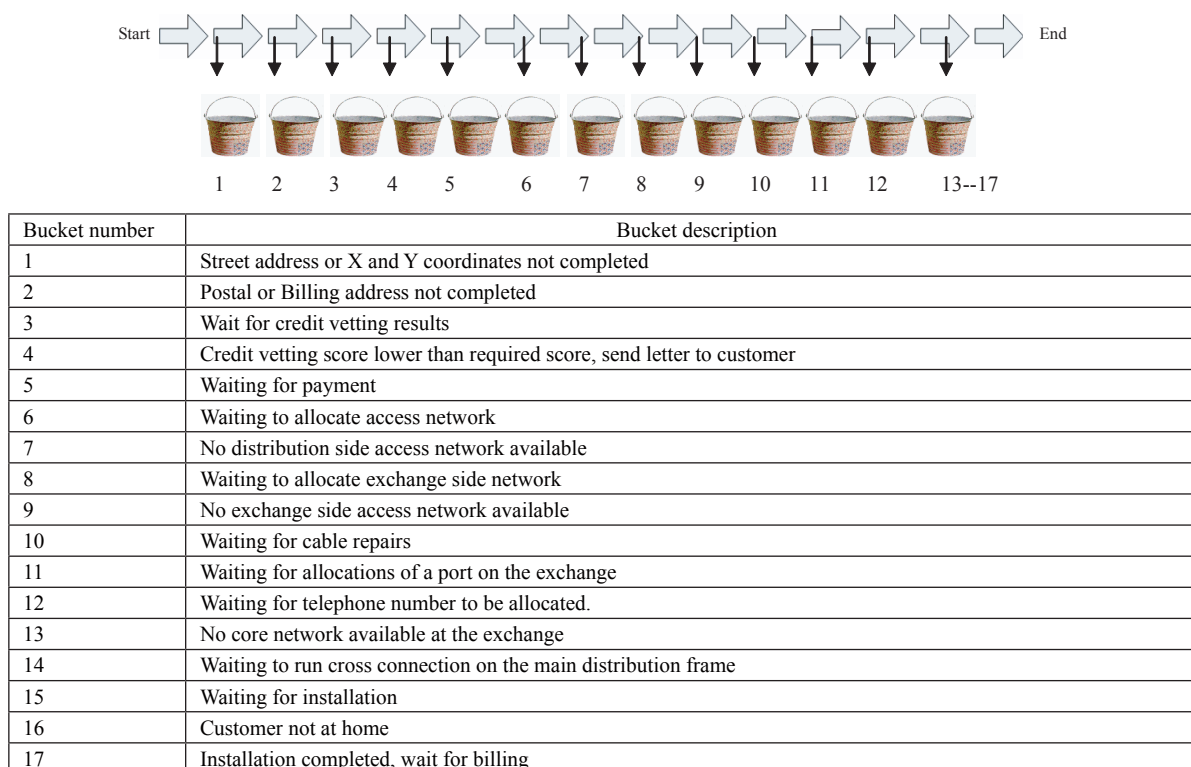 Start End
1 2 3 4 5 6 7 8 9 10 11 12 13--17
Bucket number Bucket description
1 Street address or X and Y coordinates not completed
2 Postal or Billing address not completed
3 Wait for credit vetting results
4 Credit vetting score lower than required score, send letter to customer
5 Waiting for payment
6 Waiting to allocate access network
7 No distribution side access network available
8 Waiting to allocate exchange side network
9 No exchange side access network available
10 Waiting for cable repairs
11 Waiting for allocations of a port on the exchange
12 Waiting for telephone number to be allocated.
13 No core network available at the exchange
14 Waiting to run cross connection on the main distribution frame
15 Waiting for installation
16 Customer not at home
17 Installation completed, wait for billing